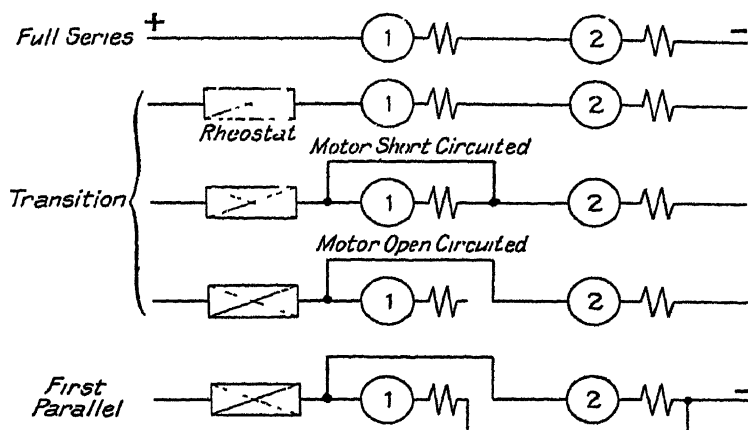 Full Series + 1 2 −
1 2
Rheostat
Motor Short Circuited
Transition 1 2
Motor Open Circuited
1 2
First
Parallel 1 2 −